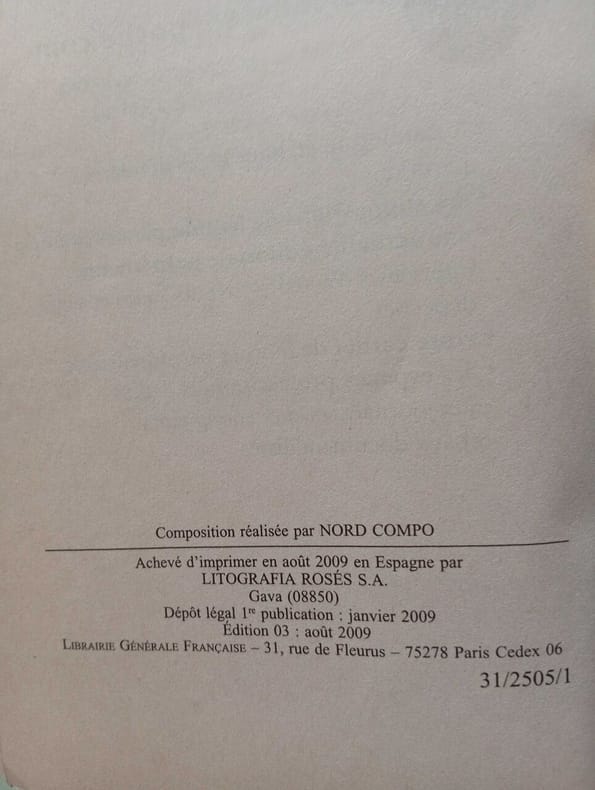 Composition réalisée par NORD COMPO
Achevé d'imprimer en août 2009 en Espagne par
LITOGRAFIA ROSÉS S.A.
Gava (08850)
Dépôt légal 1re publication : janvier 2009
Édition 03 : août 2009
LIBRAIRIE GÉNÉRALE FRANÇAISE – 31, rue de Fleurus – 75278 Paris Cedex 06
31/2505/1